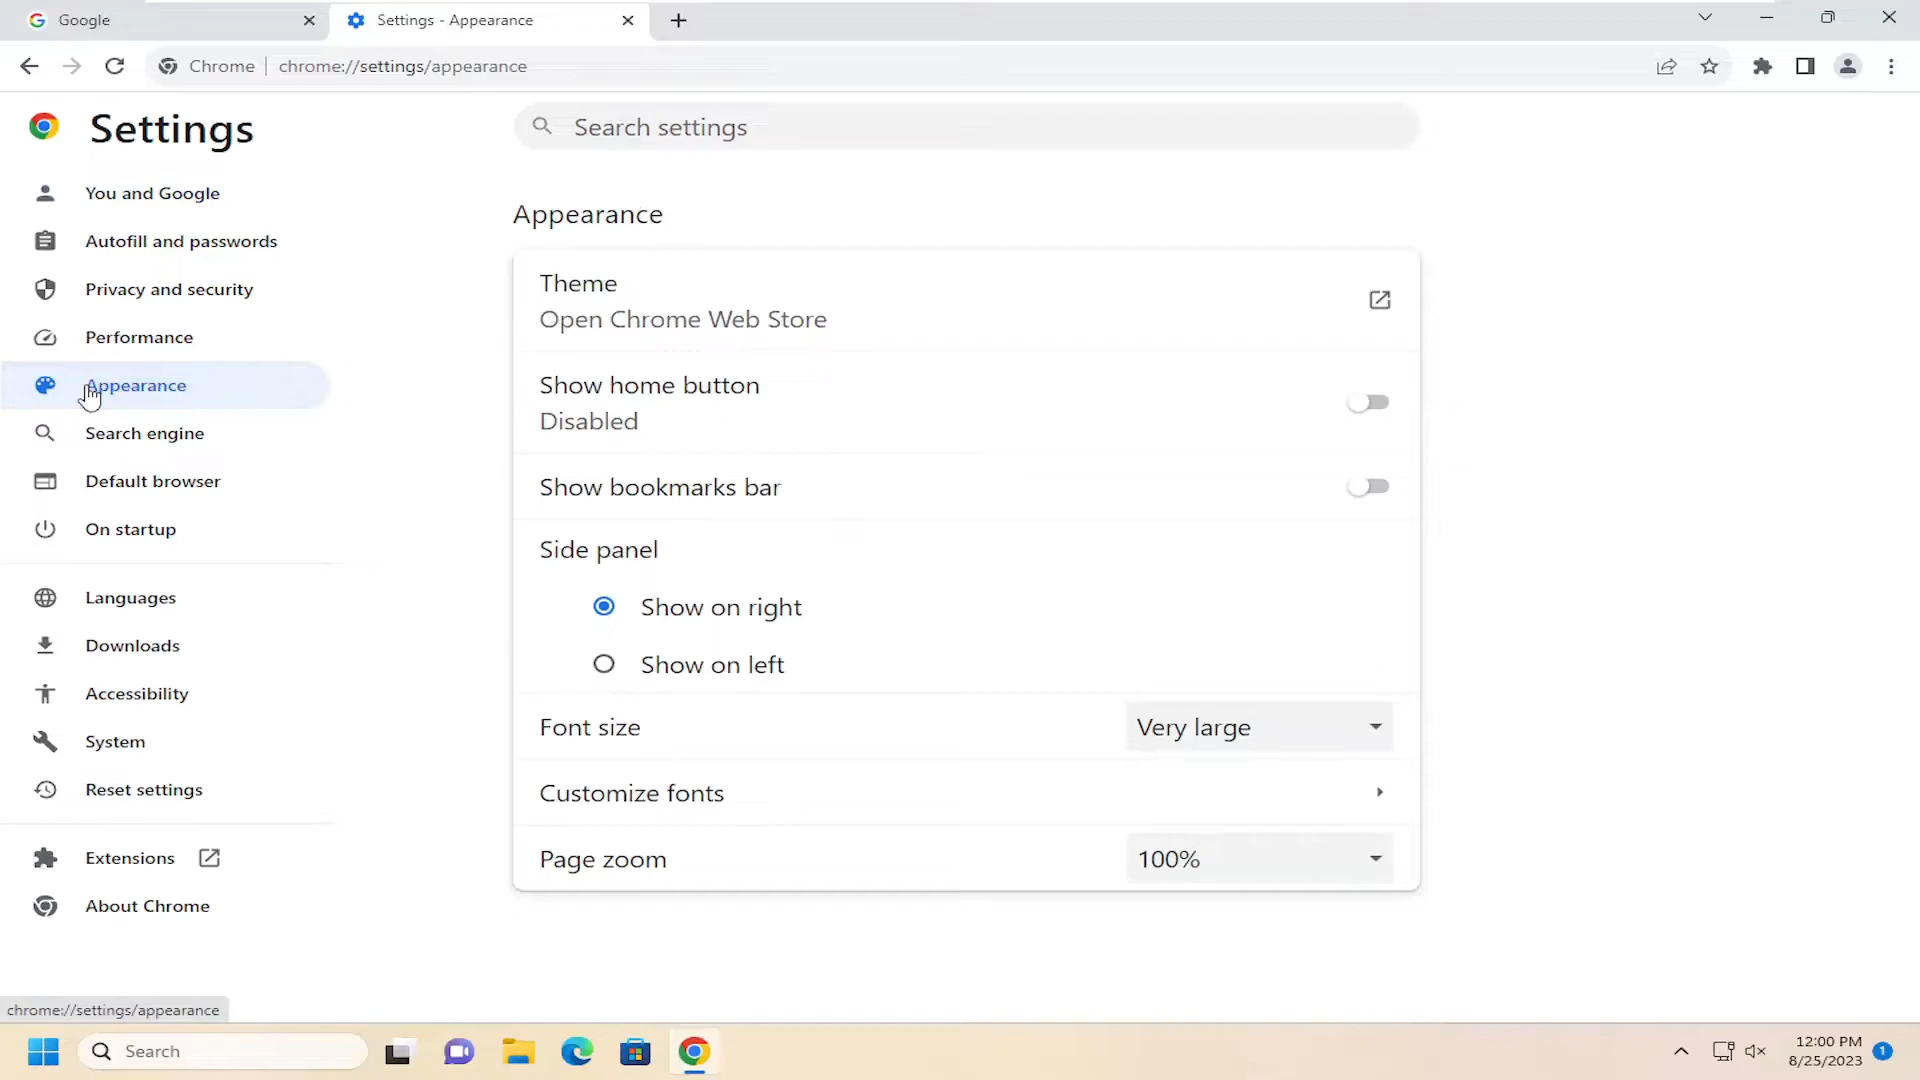 Google
Settings - Appearance
Chrome
chrome://settings/appearance
Settings
Search settings
You and Google
Autofill and passwords
Privacy and security
Performance
Appearance
Search engine
Default browser
On startup
Languages
Downloads
Accessibility
System
Reset settings
Extensions
About Chrome
Appearance
Theme
Open Chrome Web Store
Show home button
Disabled
Show bookmarks bar
Side panel
Show on right
Show on left
Font size
Very large
Customize fonts
Page zoom
100%
chrome://settings/appearance
Search
12:00 PM
8/25/2023
1